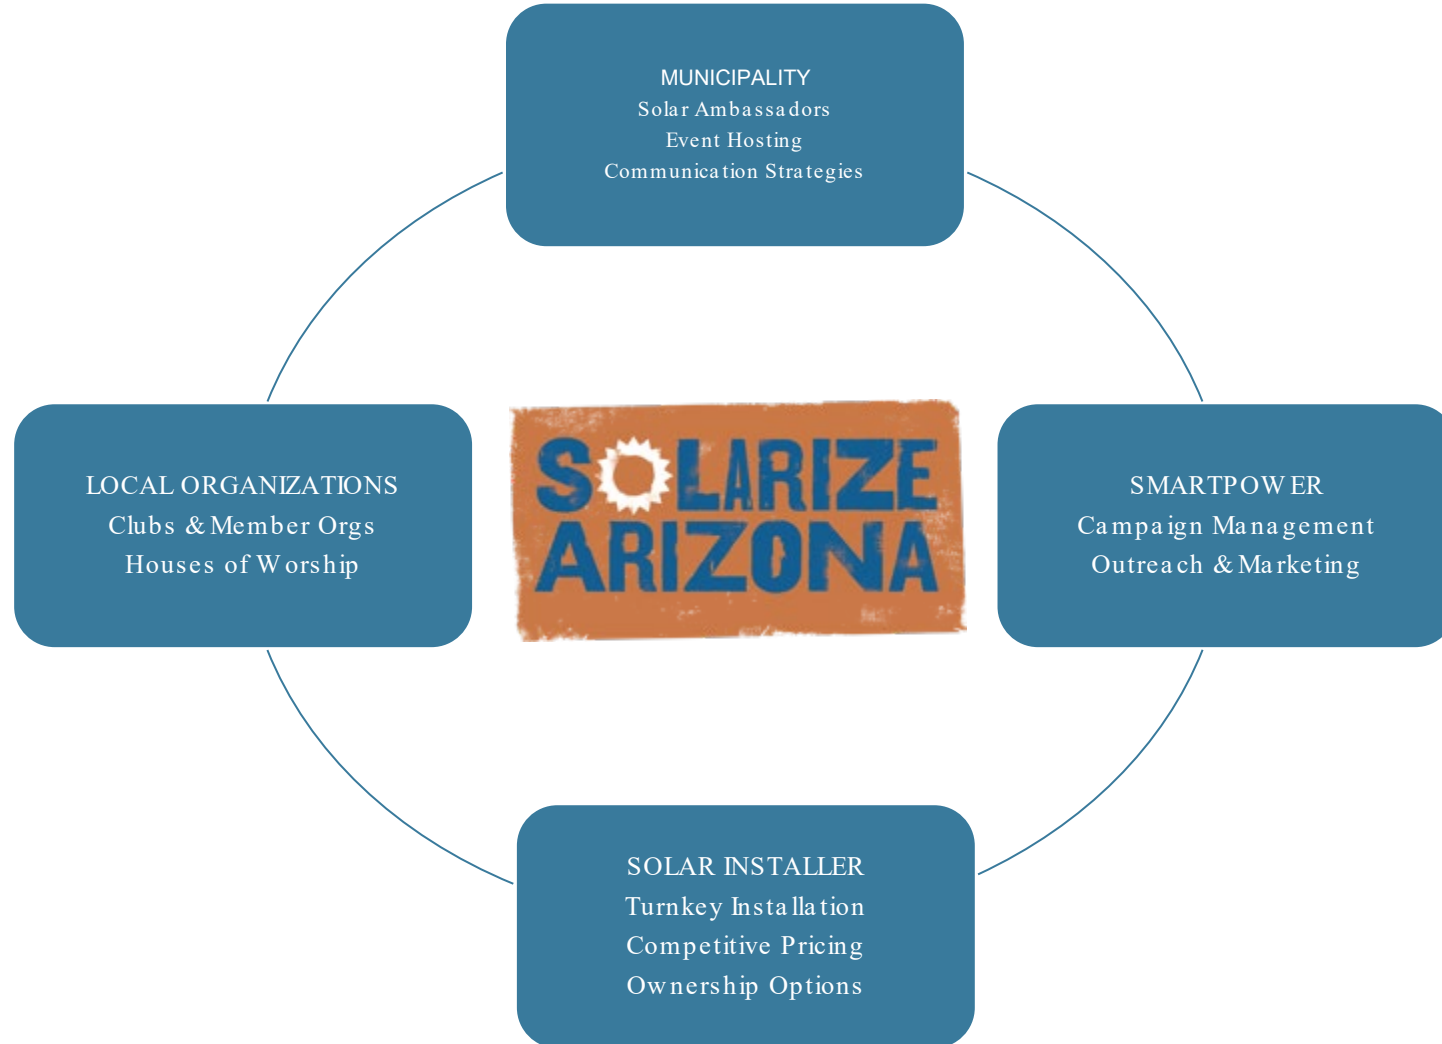 MUNICIPALITY
Solar Ambassadors
Event Hosting
Communication Strategies
LOCAL ORGANIZATIONS
Clubs & Member Orgs
Houses of Worship
SOLARIZE
ARIZONA
SMARTPOWER
Campaign Management
Outreach & Marketing
SOLAR INSTALLER
Turnkey Installation
Competitive Pricing
Ownership Options